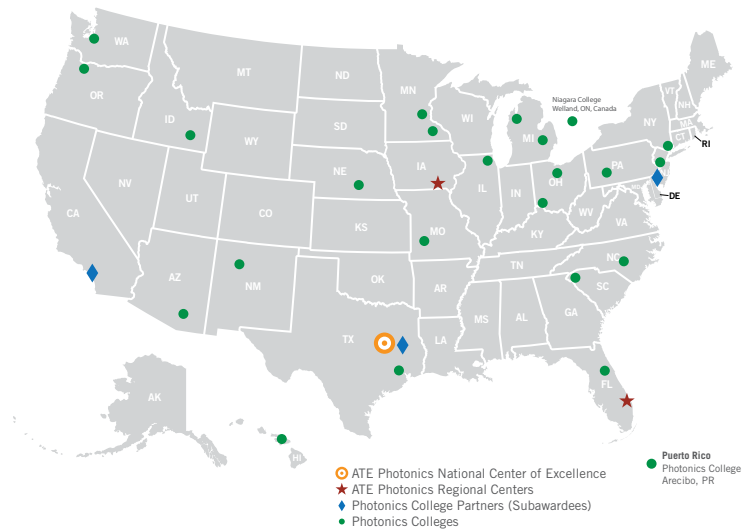 WA
MT
ND
MN
ME
OR
ID
WY
SD
WI
MI
VT
NH
NY
MA
CT
RI
Niagara College
Welland, ON, Canada
NV
UT
CO
NE
IA
IL
IN
OH
PA
MD
DE
CA
KS
MO
KY
WV
VA
AZ
NM
OK
AR
TN
NC
SC
TX
LA
MS
AL
GA
FL
AK
HI
Puerto Rico
Photonics College
Arecibo, PR
ATE Photonics National Center of Excellence
ATE Photonics Regional Centers
Photonics College Partners (Subawardees)
Photonics Colleges